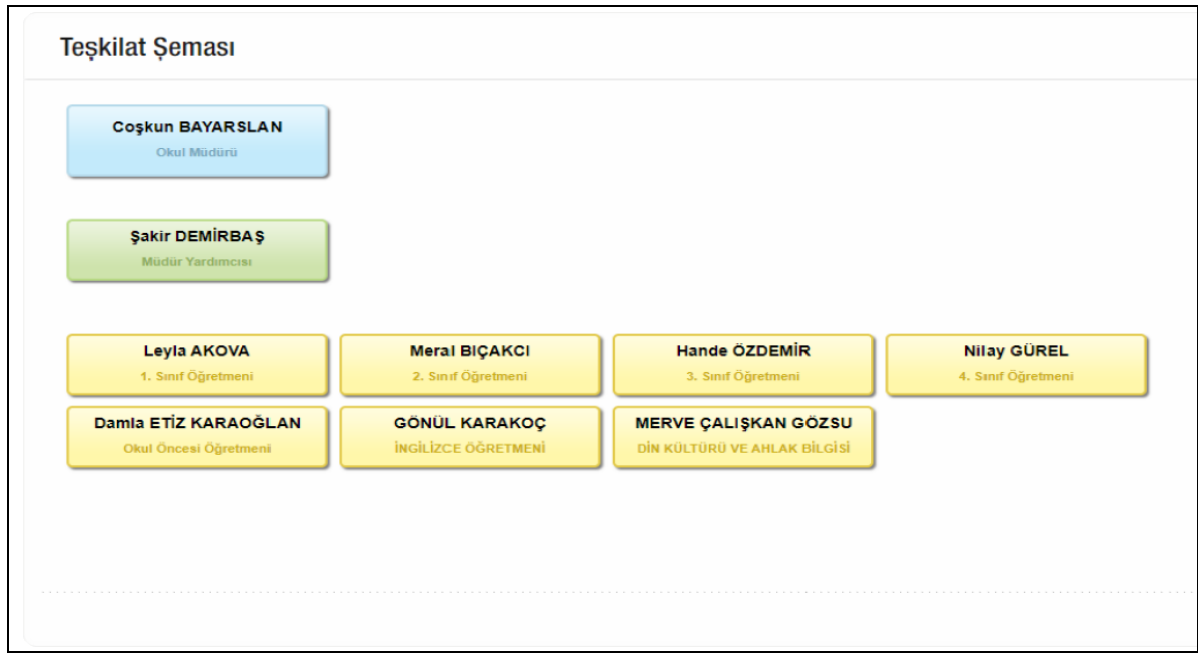 Teşkilat Şeması
Coşkun BAYARSLAN
Okul Müdürü
Şakir DEMİRBAŞ
Müdür Yardımcısı
Leyla AKOVA
1. Sınıf Öğretmeni
Meral BIÇAKCI
2. Sınıf Öğretmeni
Hande ÖZDEMİR
3. Sınıf Öğretmeni
Nilay GÜREL
4. Sınıf Öğretmeni
Damla ETİZ KARAOĞLAN
Okul Öncesi Öğretmeni
GÖNÜL KARAKOÇ
İNGİLİZCE ÖĞRETMENİ
MERVE ÇALIŞKAN GÖZSU
DİN KÜLTÜRÜ VE AHLAK BİLGİSİ